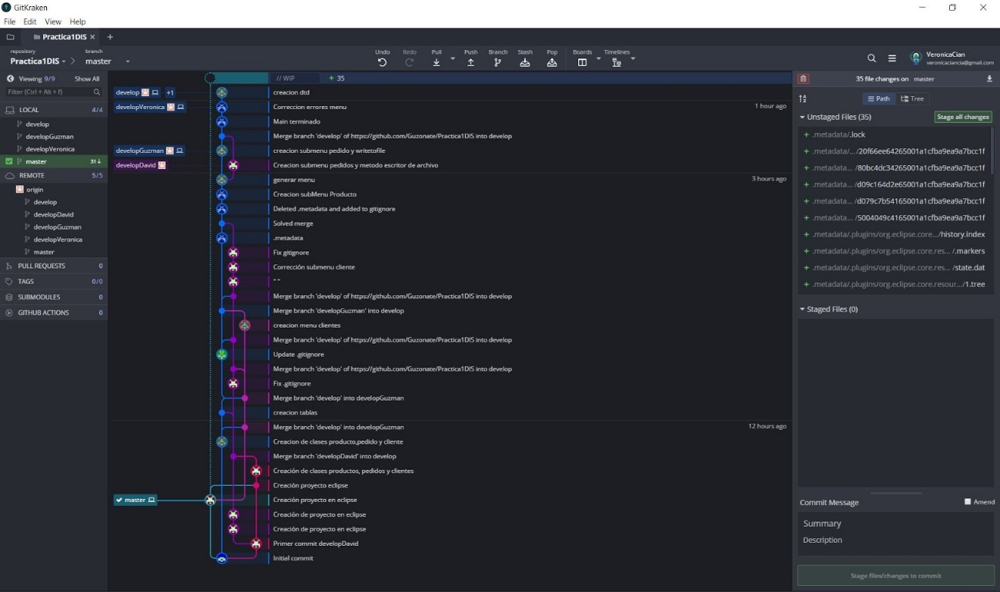 GitKraken
File Edit View Help
Practica1DIS
repository
Practica1DIS
branch
master
Undo Redo Pull Push Branch Stash Pop Boards Timelines
VeronicaCian
veronicaciancia@gmail.com
Viewing 9/9 Show All
Filter (Ctrl + Alt + f)
LOCAL 4/4
develop
developGuzman
developVeronica
master 31↓
REMOTE 5/5
origin
develop
developDavid
developGuzman
developVeronica
master
PULL REQUESTS 0
TAGS 0/0
SUBMODULES 0
GITHUB ACTIONS 0
// WIP + 35
develop +1 creacion dtd
developVeronica Correccion errores menu 1 hour ago
Main terminado
Merge branch 'develop' of https://github.com/Guzonate/Practica1DIS into develop
developGuzman creacion submenu pedido y writetofile
developDavid Creacion submenu pedidos y metodo escritor de archivo
generar menu 3 hours ago
Creacion subMenu Producto
Deleted .metadata and added to gitignore
Solved merge
.metadata
Fix gitignore
Corrección submenu cliente
" "
Merge branch 'develop' of https://github.com/Guzonate/Practica1DIS into develop
Merge branch 'developGuzman' into develop
creacion menu clientes
Merge branch 'develop' of https://github.com/Guzonate/Practica1DIS into develop
Update .gitignore
Merge branch 'develop' of https://github.com/Guzonate/Practica1DIS into develop
Fix .gitignore
Merge branch 'develop' into developGuzman
creacion tablas
Merge branch 'develop' into developGuzman 12 hours ago
Creacion de clases producto,pedido y cliente
Merge branch 'developDavid' into develop
Creación de clases productos, pedidos y clientes
Creación proyecto eclipse
master Creación proyecto en eclipse
Creación de proyecto en eclipse
Creación de proyecto en eclipse
Primer commit developDavid
Initial commit
35 file changes on master
Path Tree
Unstaged Files (35) Stage all changes
+ .metadata/.lock
+ .metadata/.../20f66ee64265001a1cfba9ea9a7bcc1f
+ .metadata... /80bc4dc34265001a1cfba9ea9a7bcc1f
+ .metadata... /d09c164d2e65001a1cfba9ea9a7bcc1f
+ .metadata... /d079c7b54165001a1cfba9ea9a7bcc1f
+ .metadata... /5004049c4165001a1cfba9ea9a7bcc1f
+ .metadata/.plugins/org.eclipse.core.../history.index
+ .metadata/.plugins/org.eclipse.core.res... /.markers
+ .metadata/.plugins/org.eclipse.core.res... /state.dat
+ .metadata/.plugins/org.eclipse.core.resour.../1.tree
Staged Files (0)
Commit Message Amend
Summary
Description
Stage files/changes to commit